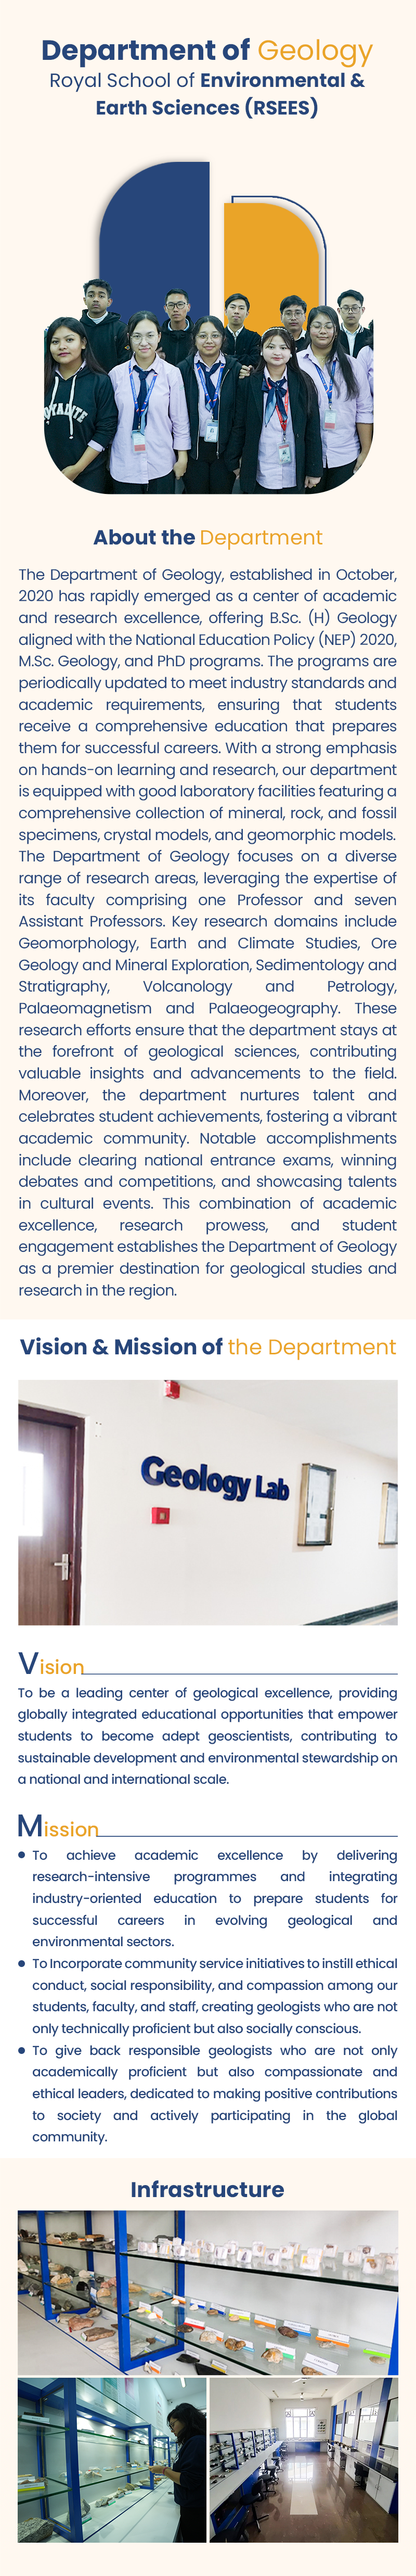 Department of Geology
Royal School of Environmental &
Earth Sciences (RSEES)
About the Department
The Department of Geology, established in October,
2020 has rapidly emerged as a center of academic
and research excellence, offering B.Sc. (H) Geology
aligned with the National Education Policy (NEP) 2020,
M.Sc. Geology, and PhD programs. The programs are
periodically updated to meet industry standards and
academic requirements, ensuring that students
receive a comprehensive education that prepares
them for successful careers. With a strong emphasis
on hands-on learning and research, our department
is equipped with good laboratory facilities featuring a
comprehensive collection of mineral, rock, and fossil
specimens, crystal models, and geomorphic models.
The Department of Geology focuses on a diverse
range of research areas, leveraging the expertise of
its faculty comprising one Professor and seven
Assistant Professors. Key research domains include
Geomorphology, Earth and Climate Studies, Ore
Geology and Mineral Exploration, Sedimentology and
Stratigraphy, Volcanology and Petrology,
Palaeomagnetism and Palaeogeography. These
research efforts ensure that the department stays at
the forefront of geological sciences, contributing
valuable insights and advancements to the field.
Moreover, the department nurtures talent and
celebrates student achievements, fostering a vibrant
academic community. Notable accomplishments
include clearing national entrance exams, winning
debates and competitions, and showcasing talents
in cultural events. This combination of academic
excellence, research prowess, and student
engagement establishes the Department of Geology
as a premier destination for geological studies and
research in the region.
Vision & Mission of the Department
Geology Lab
Vision
To be a leading center of geological excellence, providing
globally integrated educational opportunities that empower
students to become adept geoscientists, contributing to
sustainable development and environmental stewardship on
a national and international scale.
Mission
• To achieve academic excellence by delivering
research-intensive programmes and integrating
industry-oriented education to prepare students for
successful careers in evolving geological and
environmental sectors.
• To Incorporate community service initiatives to instill ethical
conduct, social responsibility, and compassion among our
students, faculty, and staff, creating geologists who are not
only technically proficient but also socially conscious.
• To give back responsible geologists who are not only
academically proficient but also compassionate and
ethical leaders, dedicated to making positive contributions
to society and actively participating in the global
community.
Infrastructure